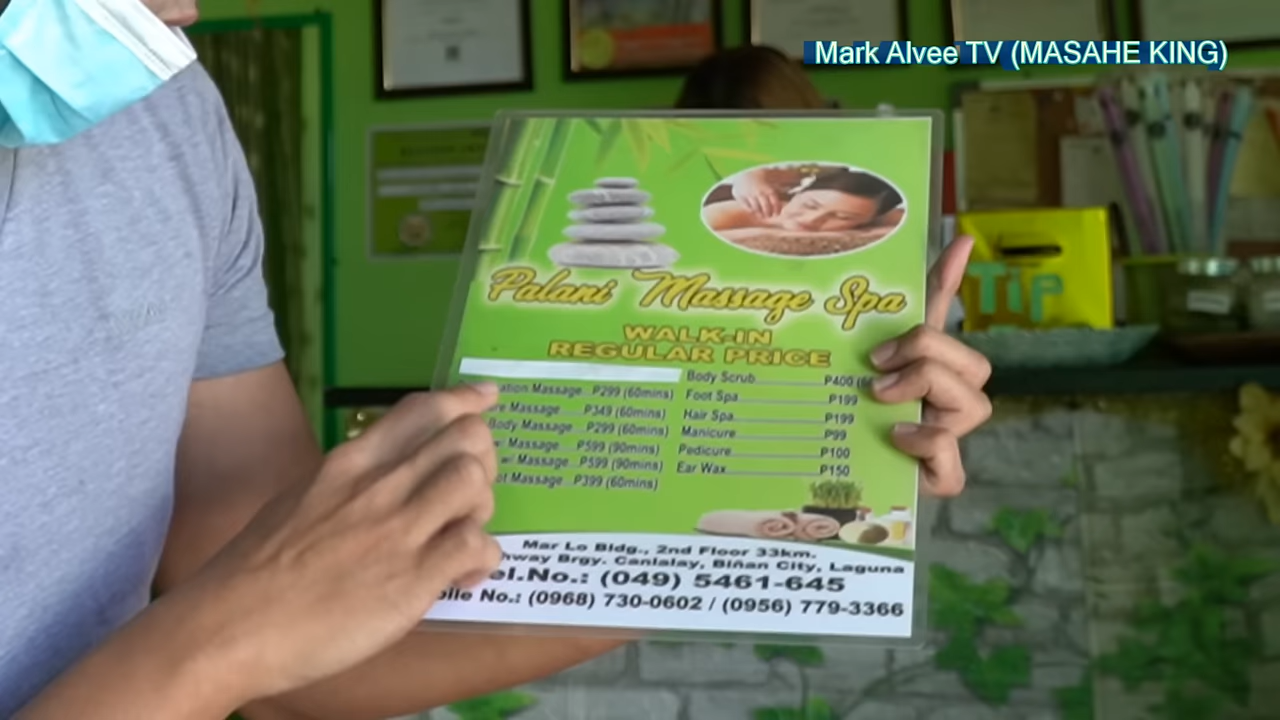 Mark Alvee TV (MASAHE KING)
Palani Massage Spa
WALK-IN
REGULAR PRICE
Massage P299 (60mins)
Massage P349 (60mins)
Body Massage P299 (60mins)
Massage P599 (90mins)
Massage P599 (90mins)
Massage P399 (60mins)
Body Scrub P400
Foot Spa P199
Hair Spa P199
Manicure P99
Pedicure P100
Ear Wax P150
Mar Lo Bldg., 2nd Floor 33km.
Brgy. Canlalay, Biñan City, Laguna
No.: (049) 5461-645
No.: (0968) 730-0602 / (0956) 779-3366
Tip